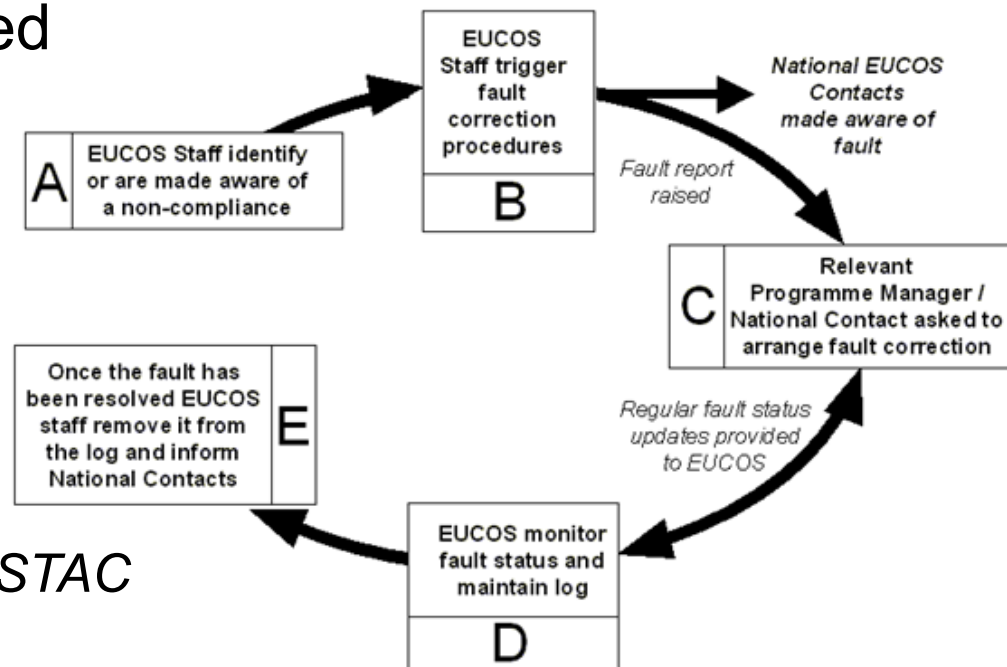 ed
EUCOS
Staff trigger
fault
correction
procedures
B
National EUCOS
Contacts
made aware of
fault
A
EUCOS Staff identify
or are made aware of
a non-compliance
Fault report
raised
C
Relevant
Programme Manager /
National Contact asked to
arrange fault correction
Once the fault has
been resolved EUCOS
staff remove it from
the log and inform
National Contacts
E
Regular fault status
updates provided
to EUCOS
EUCOS monitor
fault status and
maintain log
D
STAC